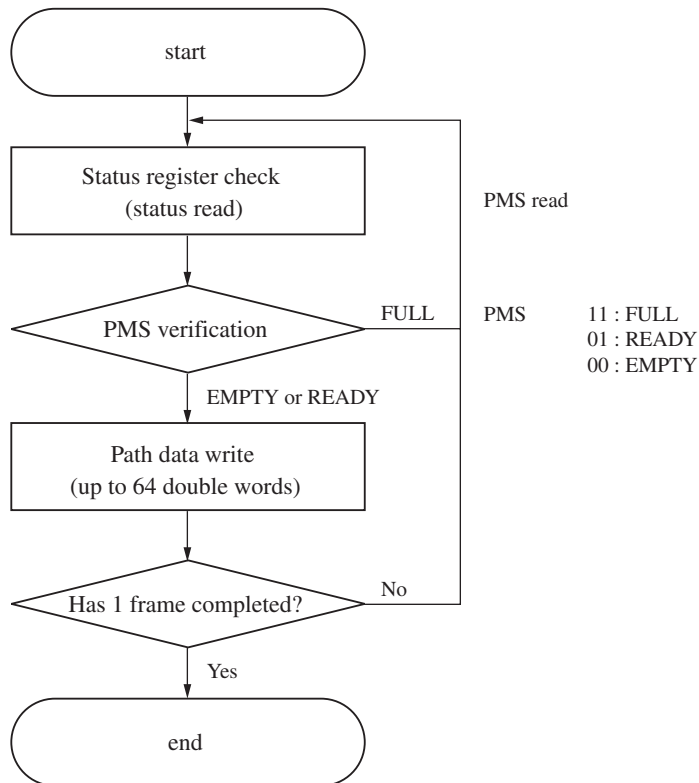 start
Status register check
(status read)
PMS read
PMS verification
FULL
PMS
11 : FULL
01 : READY
00 : EMPTY
EMPTY or READY
Path data write
(up to 64 double words)
Has 1 frame completed?
No
Yes
end